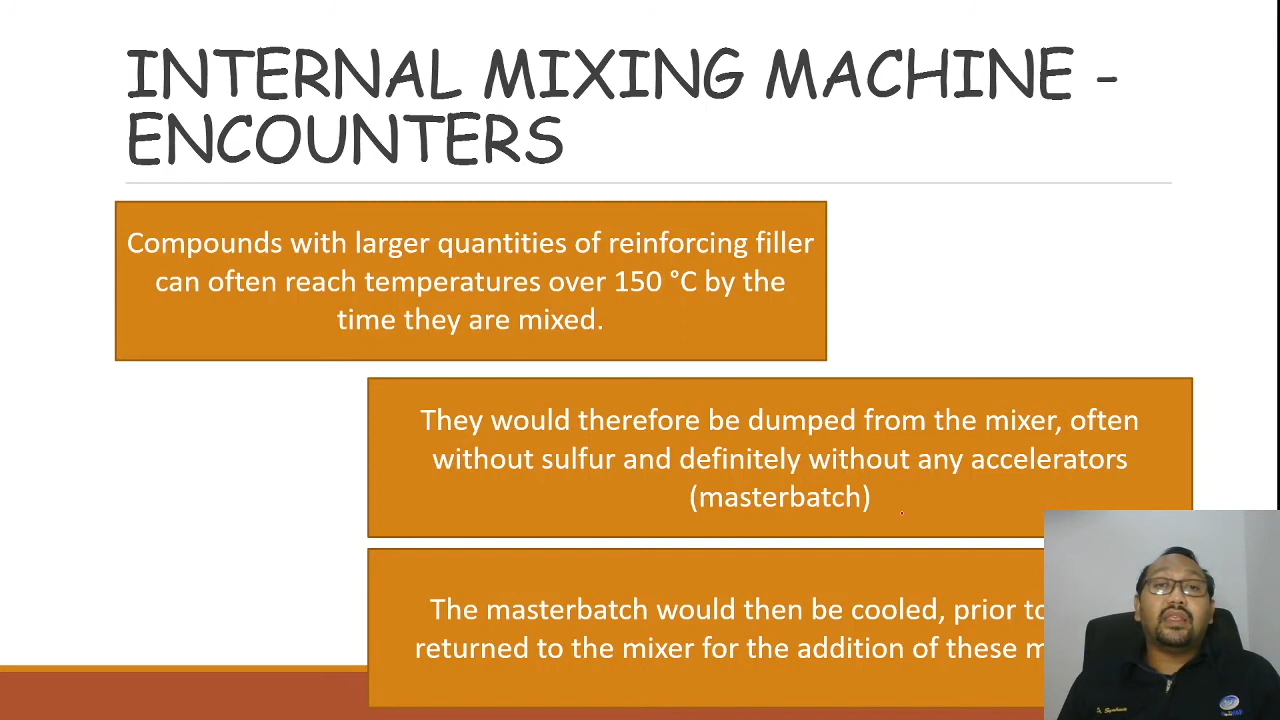 INTERNAL MIXING MACHINE -
ENCOUNTERS
Compounds with larger quantities of reinforcing filler
can often reach temperatures over 150 °C by the
time they are mixed.
They would therefore be dumped from the mixer, often
without sulfur and definitely without any accelerators
(masterbatch)
The masterbatch would then be cooled, prior to
returned to the mixer for the addition of these